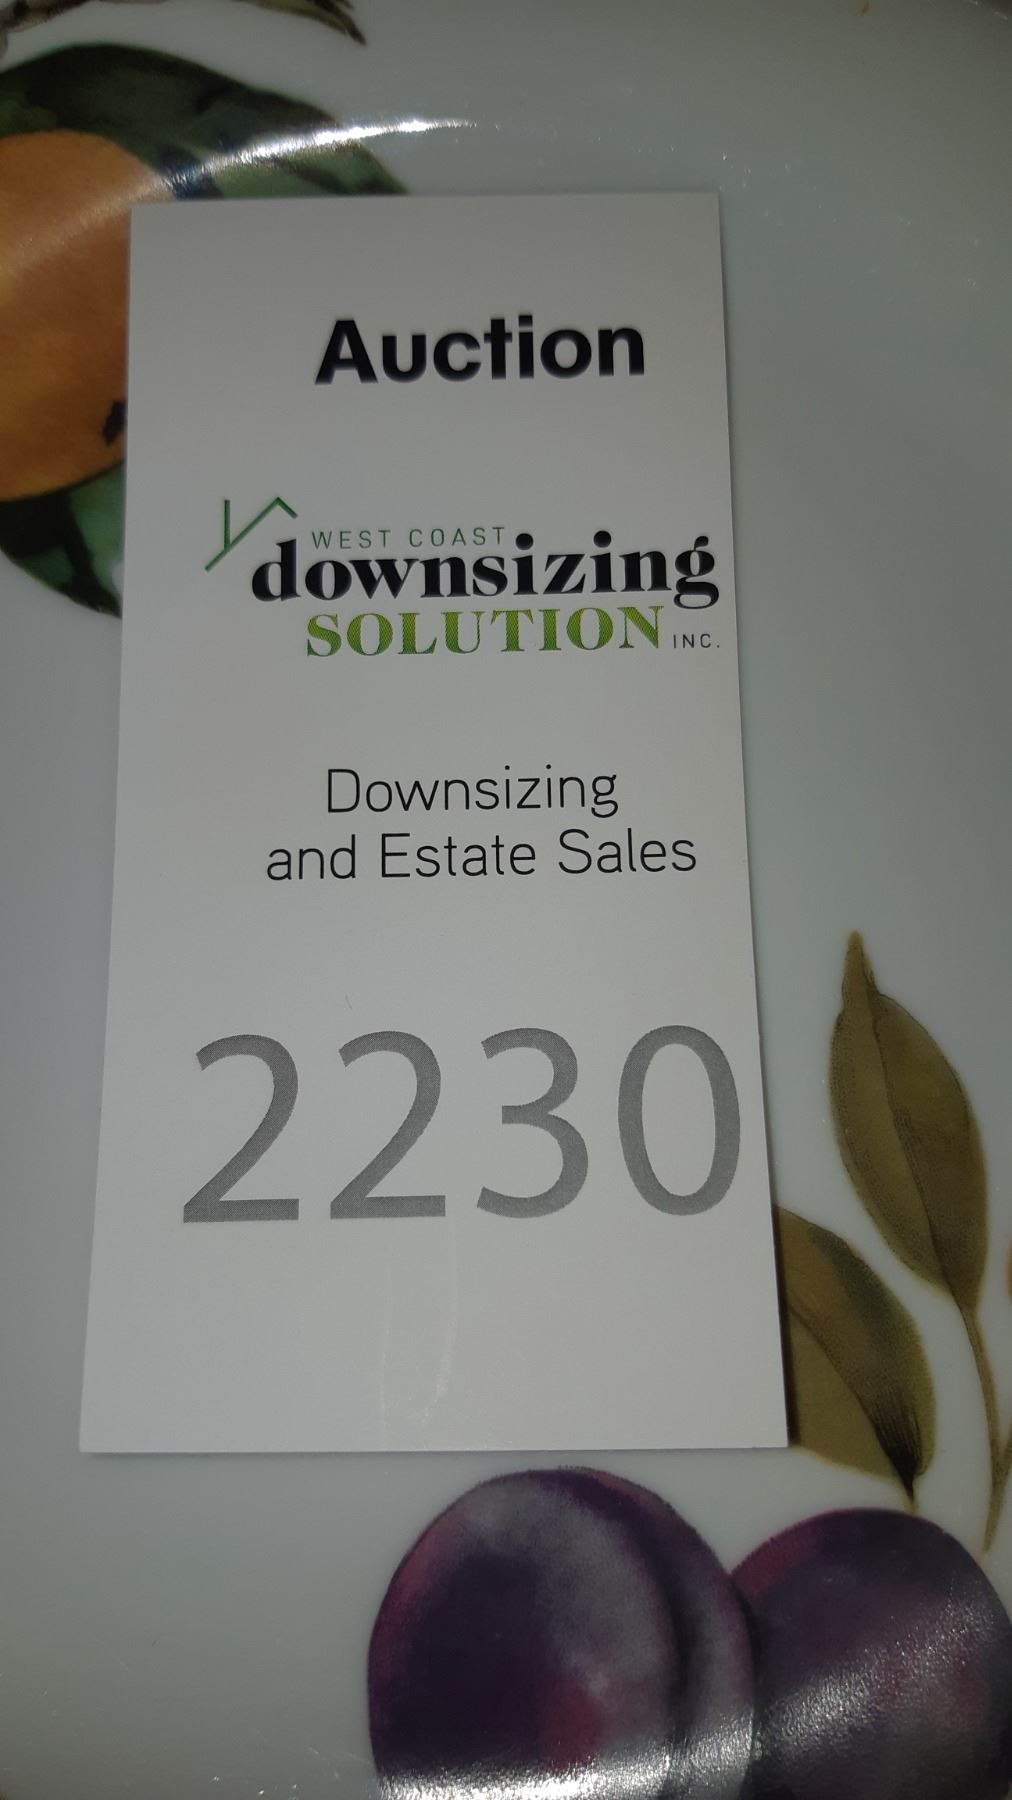 Auction
WEST COAST
downsizing
SOLUTION INC.
Downsizing
and Estate Sales
2230